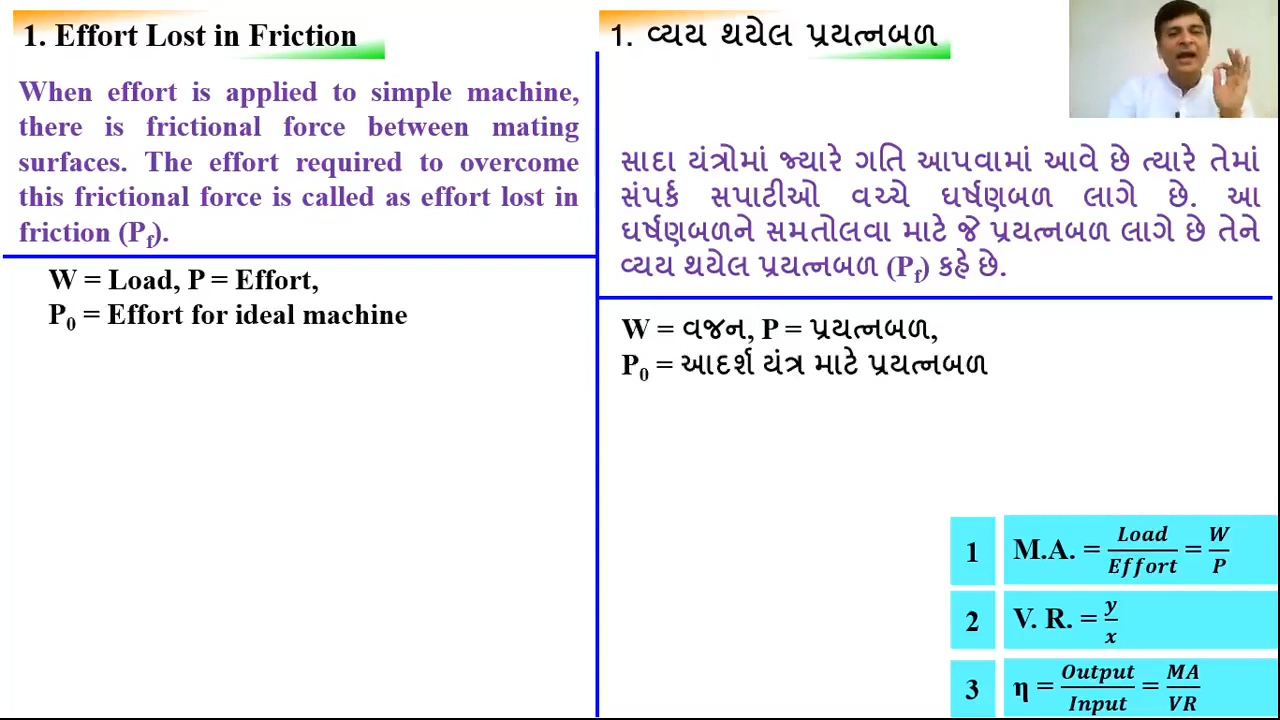 1. Effort Lost in Friction
When effort is applied to simple machine,
there is frictional force between mating
surfaces. The effort required to overcome
this frictional force is called as effort lost in
friction (Pf).
W = Load, P = Effort,
P0 = Effort for ideal machine
1. વ્યય થયેલ પ્રયત્નબળ
સાદા યંત્રોમાં જ્યારે ગતિ આપવામાં આવે છે ત્યારે તેમાં
સંપર્ક સપાટીઓ વચ્ચે ઘર્ષણબળ લાગે છે. આ
ઘર્ષણબળને સમતોલવા માટે જે પ્રયત્નબળ લાગે છે તેને
વ્યય થયેલ પ્રયત્નબળ (Pf) કહે છે.
W = વજન, P = પ્રયત્નબળ,
P0 = આદર્શ યંત્ર માટે પ્રયત્નબળ
1 M.A. = Load/Effort = W/P
2 V. R. = y/x
3 η = Output/Input = MA/VR